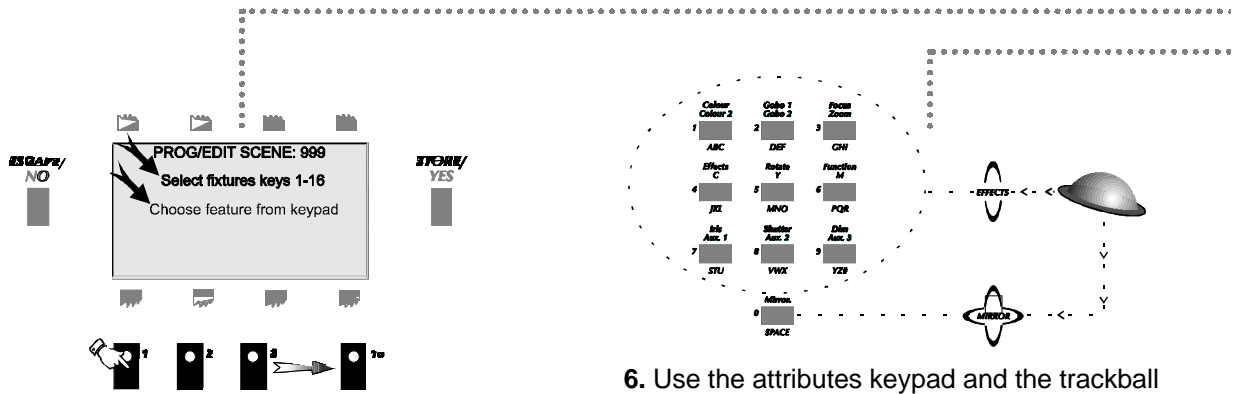 PROG/EDIT SCENE: 999
Select fixtures keys 1-16
Choose feature from keypad
ESCAPE/
NO
STORE/
YES
1
2
3
Colour
Colour 2
1
ABC
Gobo 1
Gobo 2
2
DEF
Focus
Zoom
3
GHI
Effects
C
4
JKL
Rotate
Y
5
MNO
Function
M
6
PQR
Iris
Aux. 1
7
STU
Shutter
Aux. 2
8
VWX
Dim
Aux. 3
9
YZ#
Mirror.
0
SPACE
EFFECTS
MIRROR
6. Use the attributes keypad and the trackball